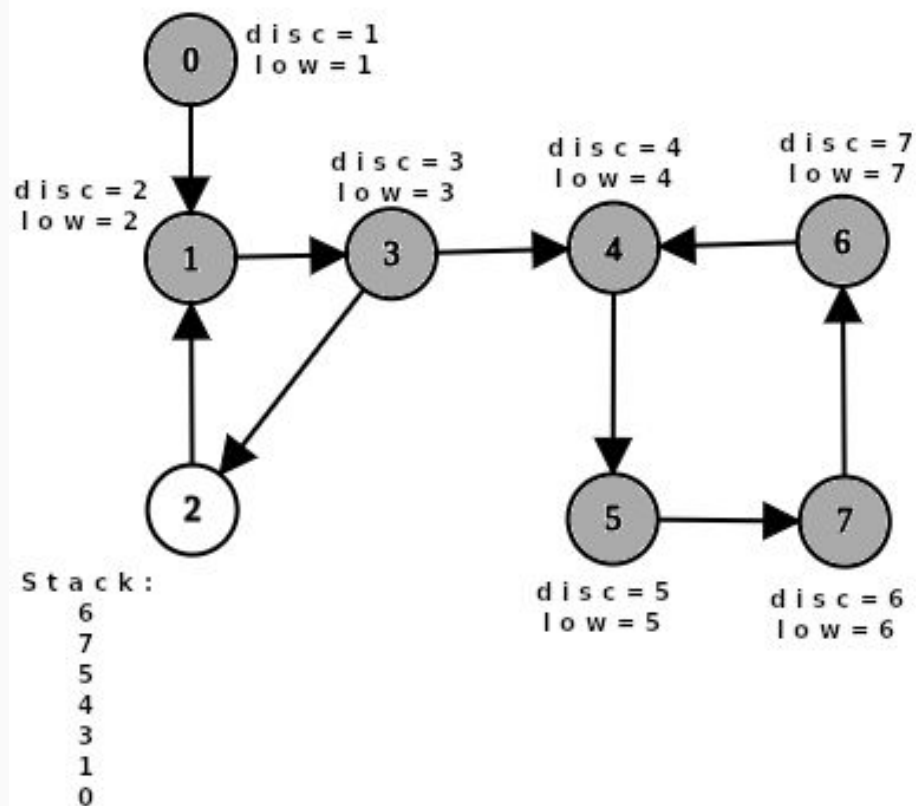 0
disc = 1
low = 1
disc = 2
low = 2
disc = 3
low = 3
disc = 4
low = 4
disc = 7
low = 7
1
3
4
6
2
5
7
disc = 5
low = 5
disc = 6
low = 6
Stack:
6
7
5
4
3
1
0